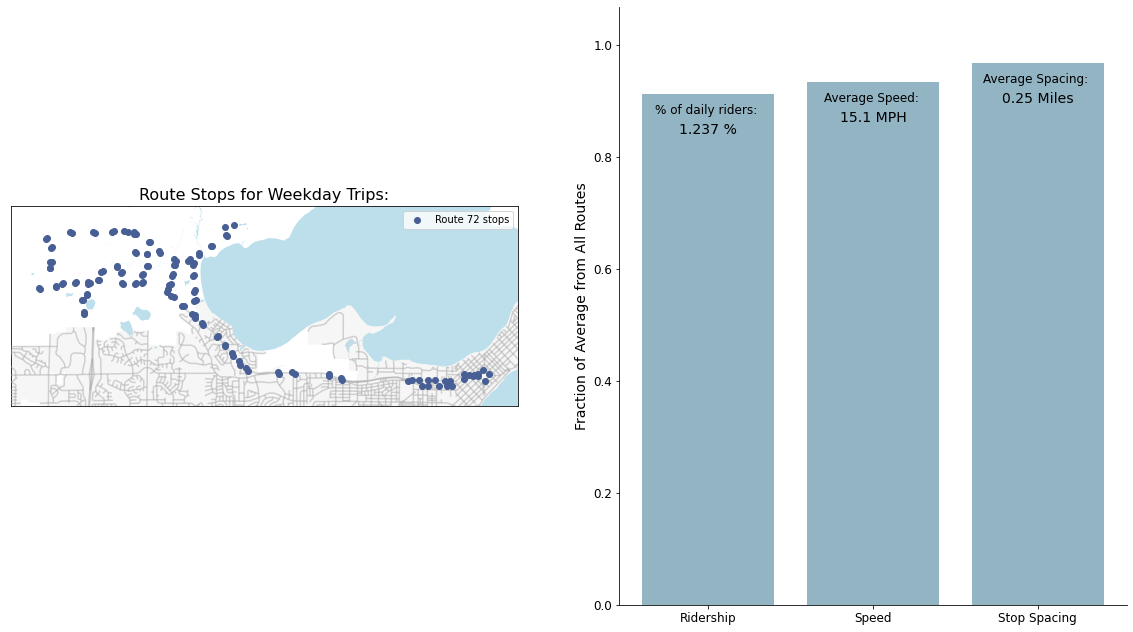 Route Stops for Weekday Trips:
Route 72 stops
Fraction of Average from All Routes
1.0
0.8
0.6
0.4
0.2
0.0
% of daily riders:
1.237 %
Average Speed:
15.1 MPH
Average Spacing:
0.25 Miles
Ridership
Speed
Stop Spacing